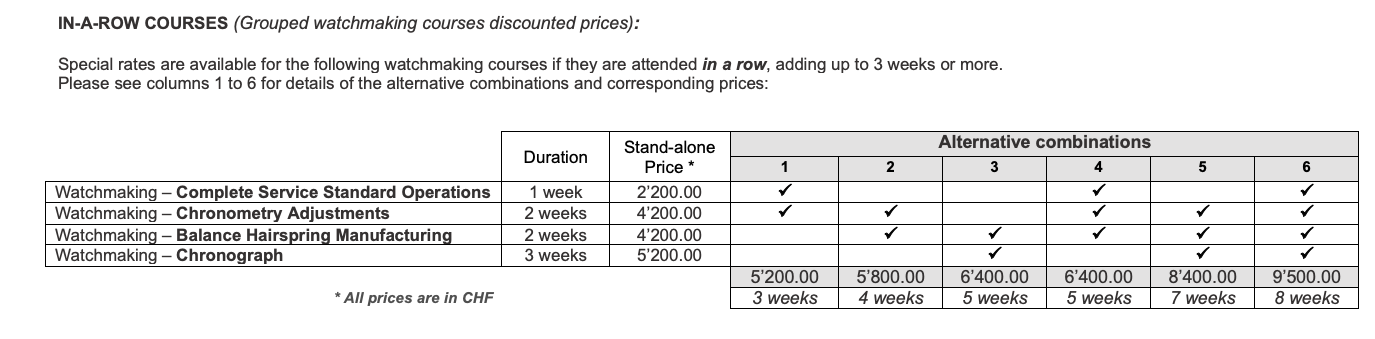 IN-A-ROW COURSES (Grouped watchmaking courses discounted prices):
Special rates are available for the following watchmaking courses if they are attended in a row, adding up to 3 weeks or more.
Please see columns 1 to 6 for details of the alternative combinations and corresponding prices:
Duration Stand-alone Price * Alternative combinations
1 2 3 4 5 6
Watchmaking – Complete Service Standard Operations 1 week 2’200.00 ✓ ✓ ✓
Watchmaking – Chronometry Adjustments 2 weeks 4’200.00 ✓ ✓ ✓ ✓ ✓
Watchmaking – Balance Hairspring Manufacturing 2 weeks 4’200.00 ✓ ✓ ✓ ✓ ✓
Watchmaking – Chronograph 3 weeks 5’200.00 ✓ ✓ ✓
5’200.00 5’800.00 6’400.00 6’400.00 8’400.00 9’500.00
* All prices are in CHF 3 weeks 4 weeks 5 weeks 5 weeks 7 weeks 8 weeks